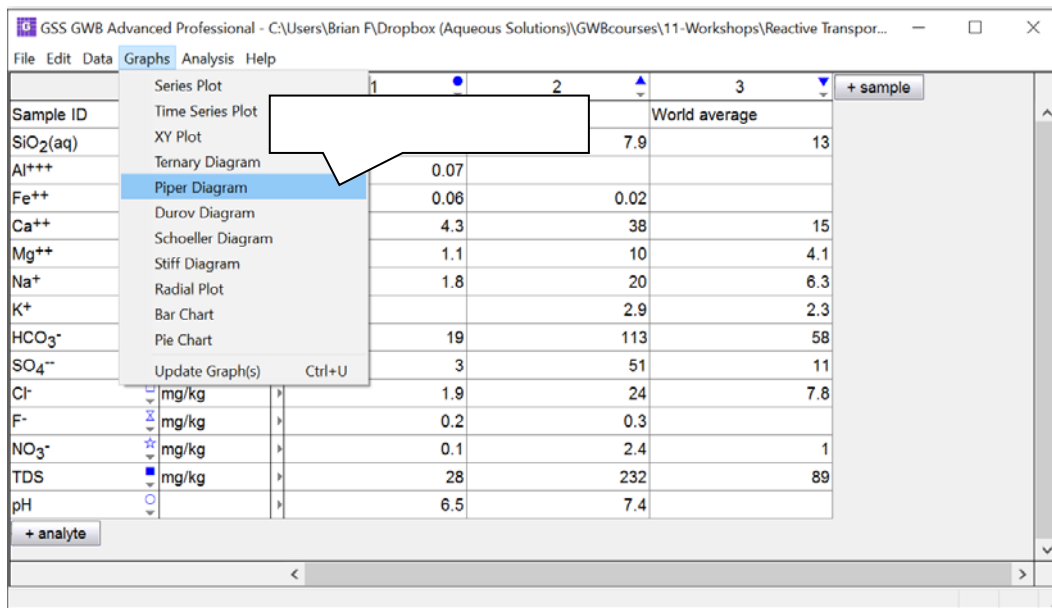 GSS GWB Advanced Professional - C:\Users\Brian F\Dropbox (Aqueous Solutions)\GWBcourses\11-Workshops\Reactive Transpor...
File Edit Data Graphs Analysis Help
1 2 3 + sample
Series Plot
Time Series Plot
XY Plot
Ternary Diagram
Piper Diagram
Durov Diagram
Schoeller Diagram
Stiff Diagram
Radial Plot
Bar Chart
Pie Chart
Update Graph(s) Ctrl+U
Sample ID World average
SiO2(aq) 7.9 13
Al+++ 0.07
Fe++ 0.06 0.02
Ca++ 4.3 38 15
Mg++ 1.1 10 4.1
Na+ 1.8 20 6.3
K+ 2.9 2.3
HCO3- 19 113 58
SO4-- 3 51 11
Cl- mg/kg 1.9 24 7.8
F- mg/kg 0.2 0.3
NO3- mg/kg 0.1 2.4 1
TDS mg/kg 28 232 89
pH 6.5 7.4
+ analyte